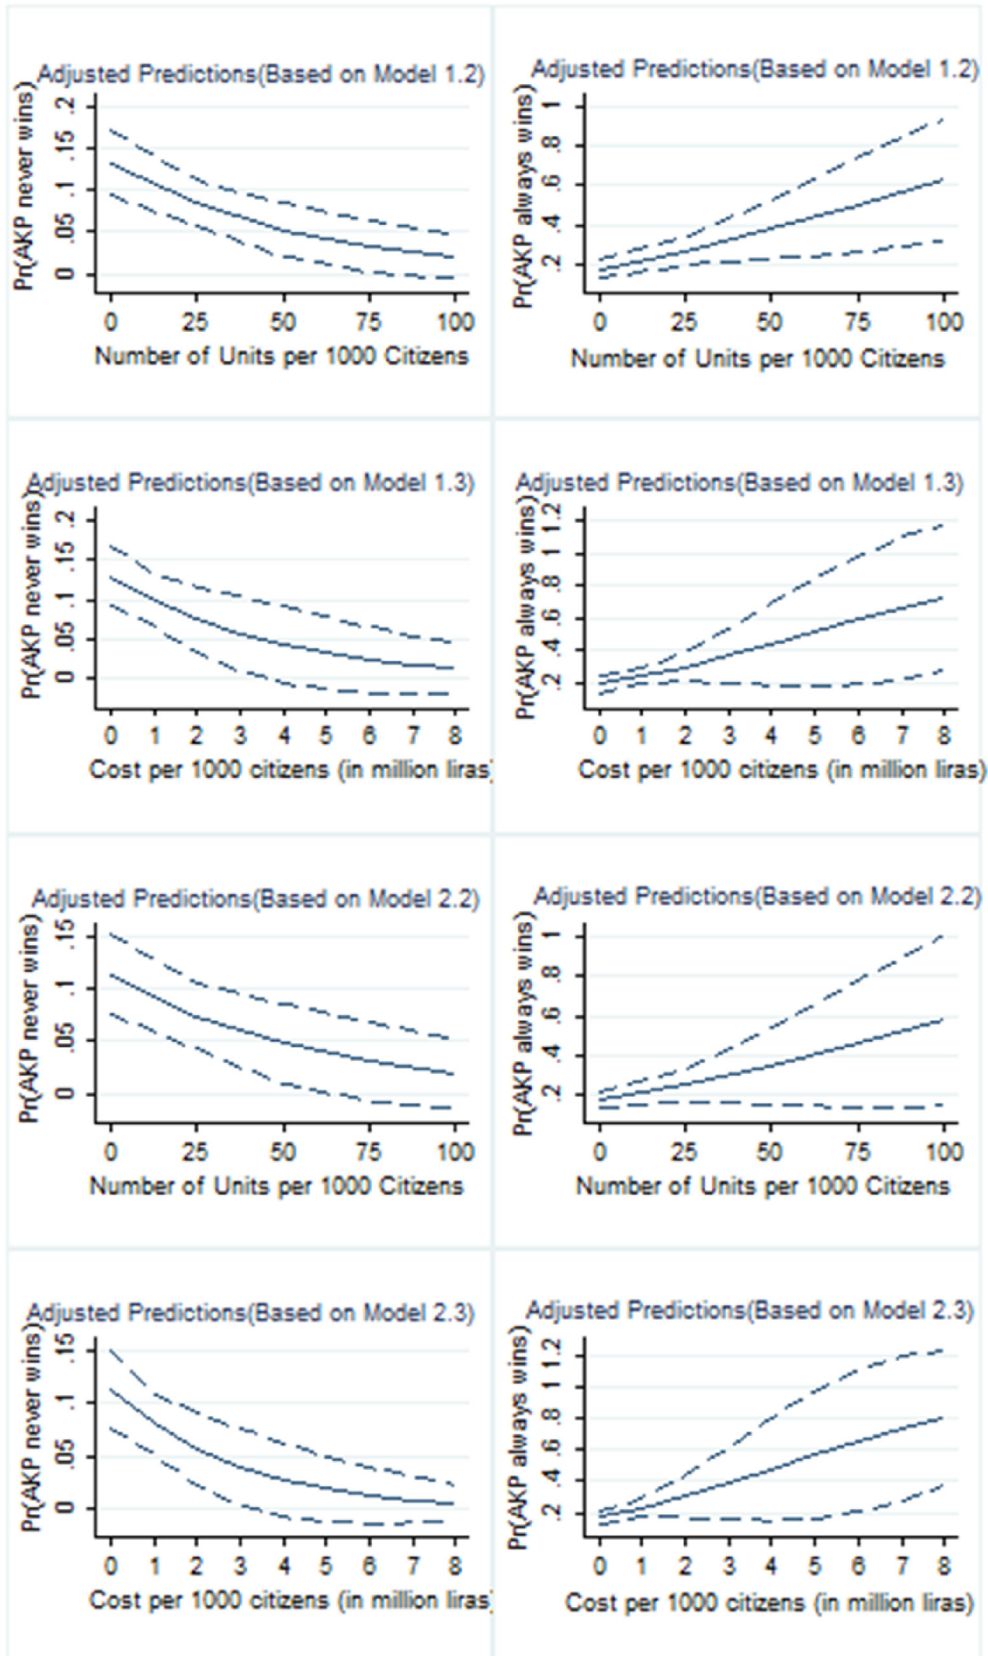 Adjusted Predictions(Based on Model 1.2)
Pr(AKP never wins)
.2
.15
.1
.05
0
0 25 50 75 100
Number of Units per 1000 Citizens
Adjusted Predictions(Based on Model 1.2)
Pr(AKP always wins)
1
.8
.6
.4
.2
0 25 50 75 100
Number of Units per 1000 Citizens
Adjusted Predictions(Based on Model 1.3)
Pr(AKP never wins)
.2
.15
.1
.05
0
0 1 2 3 4 5 6 7 8
Cost per 1000 citizens (in million liras
Adjusted Predictions(Based on Model 1.3)
Pr(AKP always wins)
1.2
1
.8
.6
.4
.2
0 1 2 3 4 5 6 7 8
Cost per 1000 citizens (in million liras)
Adjusted Predictions(Based on Model 2.2)
Pr(AKP never wins)
.15
.1
.05
0
0 25 50 75 100
Number of Units per 1000 Citizens
Adjusted Predictions(Based on Model 2.2)
Pr(AKP always wins)
1
.8
.6
.4
.2
0 25 50 75 100
Number of Units per 1000 Citizens
Adjusted Predictions(Based on Model 2.3)
Pr(AKP never wins)
.15
.1
.05
0
0 1 2 3 4 5 6 7 8
Cost per 1000 citizens (in million liras
Adjusted Predictions(Based on Model 2.3)
Pr(AKP always wins)
1.2
1
.8
.6
.4
.2
0 1 2 3 4 5 6 7 8
Cost per 1000 citizens (in million liras)